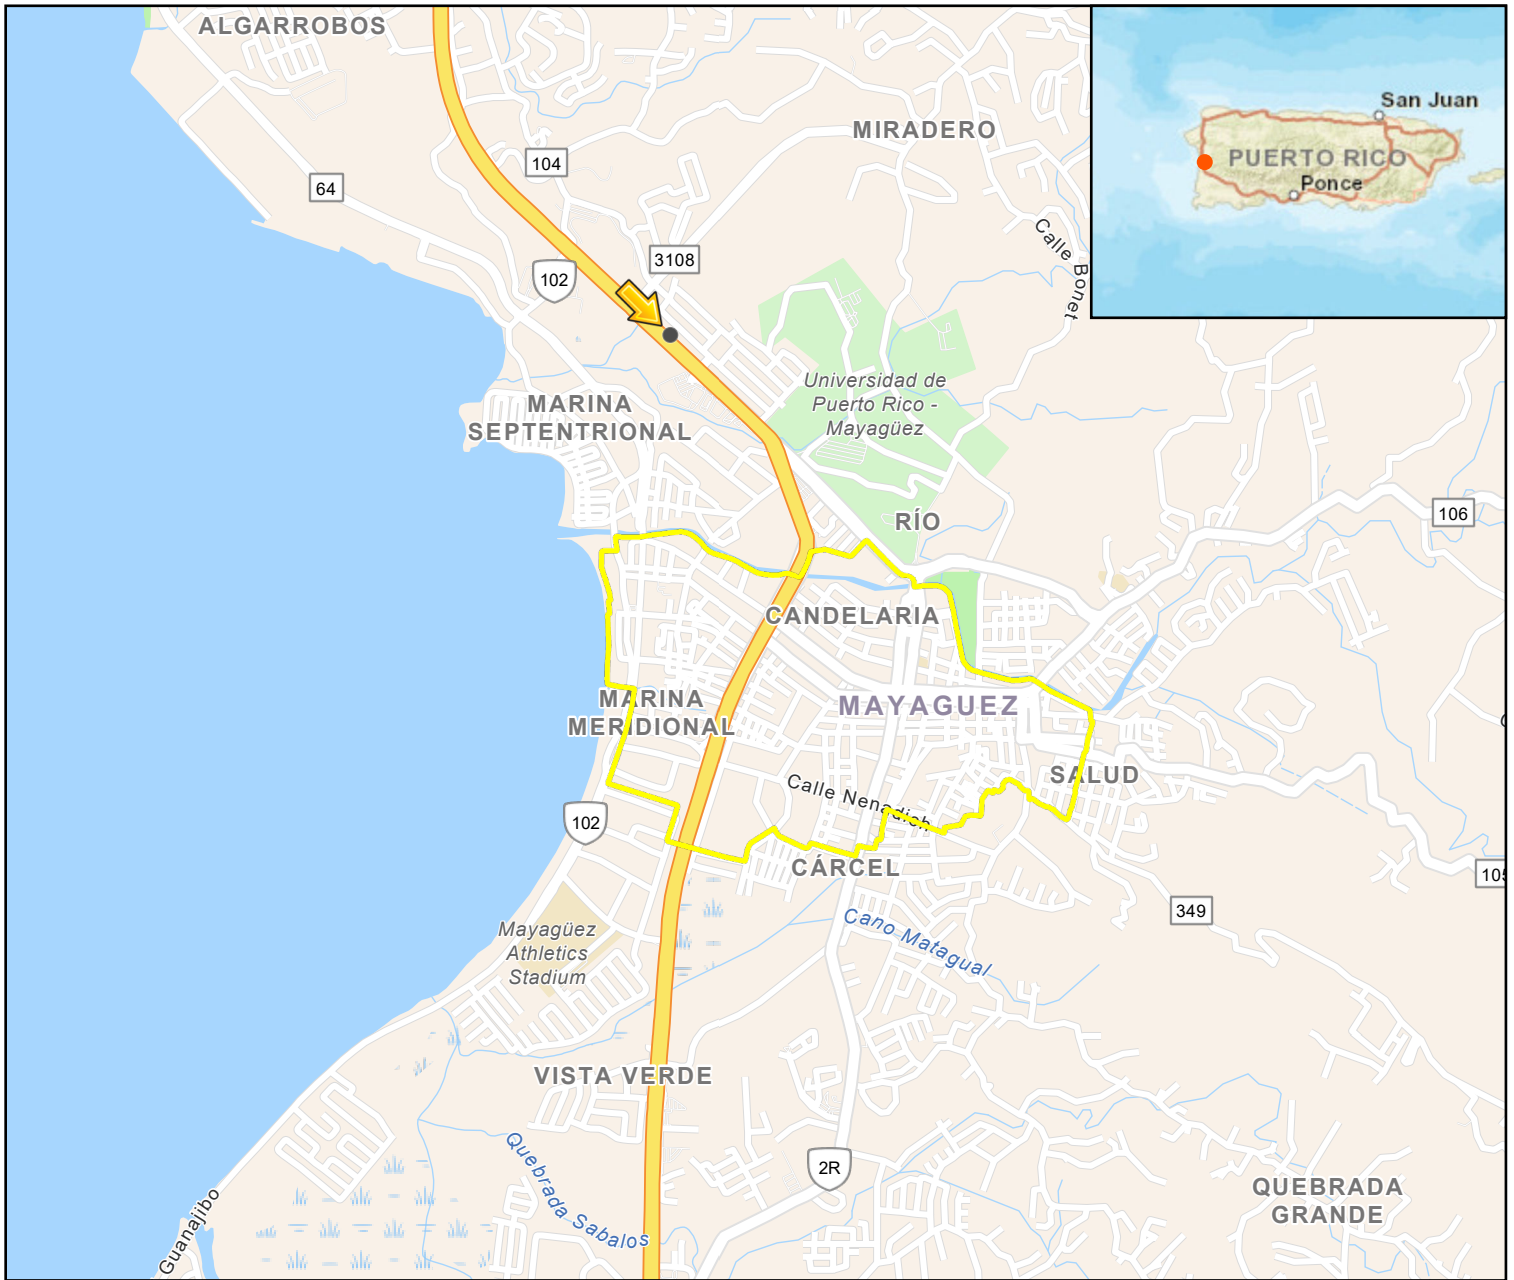 ALGARROBOS
San Juan
MIRADERO
PUERTO RICO
104
Ponce
64
Calle Bonet
3108
102
Universidad de
Puerto Rico -
Mayagüez
MARINA
SEPTENTRIONAL
106
RÍO
CANDELARIA
MARINA
MERIDIONAL
MAYAGUEZ
SALUD
Calle Nenadich
102
CÁRCEL
105
349
Cano Matagual
Mayagüez
Athletics
Stadium
VISTA VERDE
Quebrada Sabalos
2R
QUEBRADA
GRANDE
Guanajibo